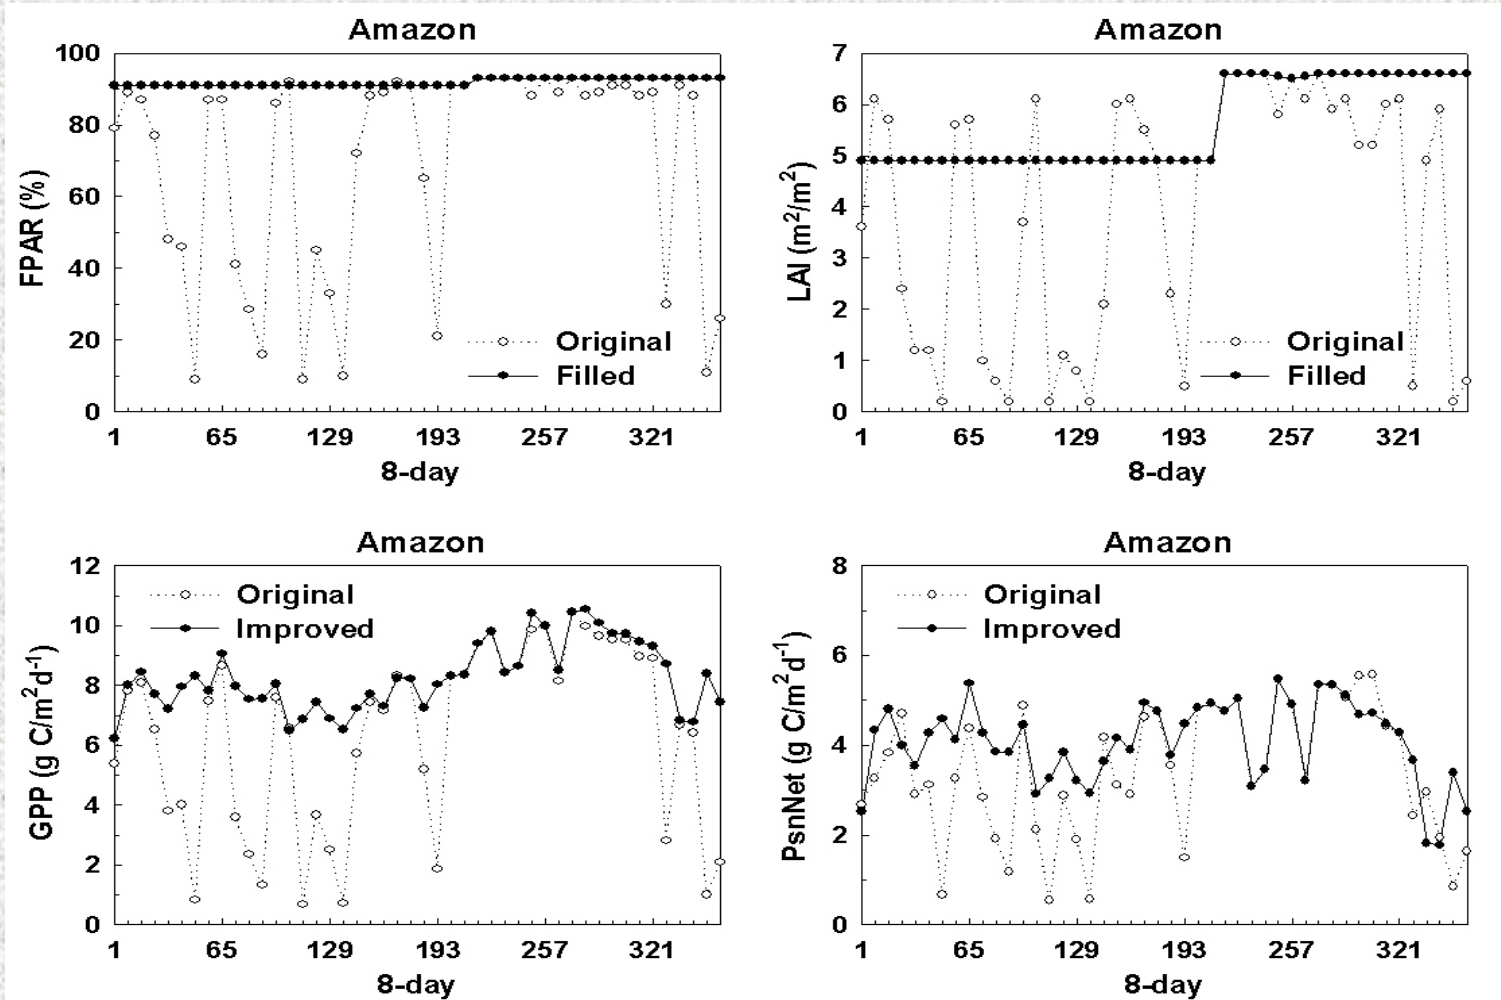 Amazon
100
80
60
40
20
0
FPAR (%)
Original
Filled
1 65 129 193 257 321
8-day
Amazon
7
6
5
4
3
2
1
0
LAI (m²/m²)
Original
Filled
1 65 129 193 257 321
8-day
Amazon
12
10
8
6
4
2
0
GPP (g C/m²d⁻¹)
Original
Improved
1 65 129 193 257 321
8-day
Amazon
8
6
4
2
0
PsnNet (g C/m²d⁻¹)
Original
Improved
1 65 129 193 257 321
8-day